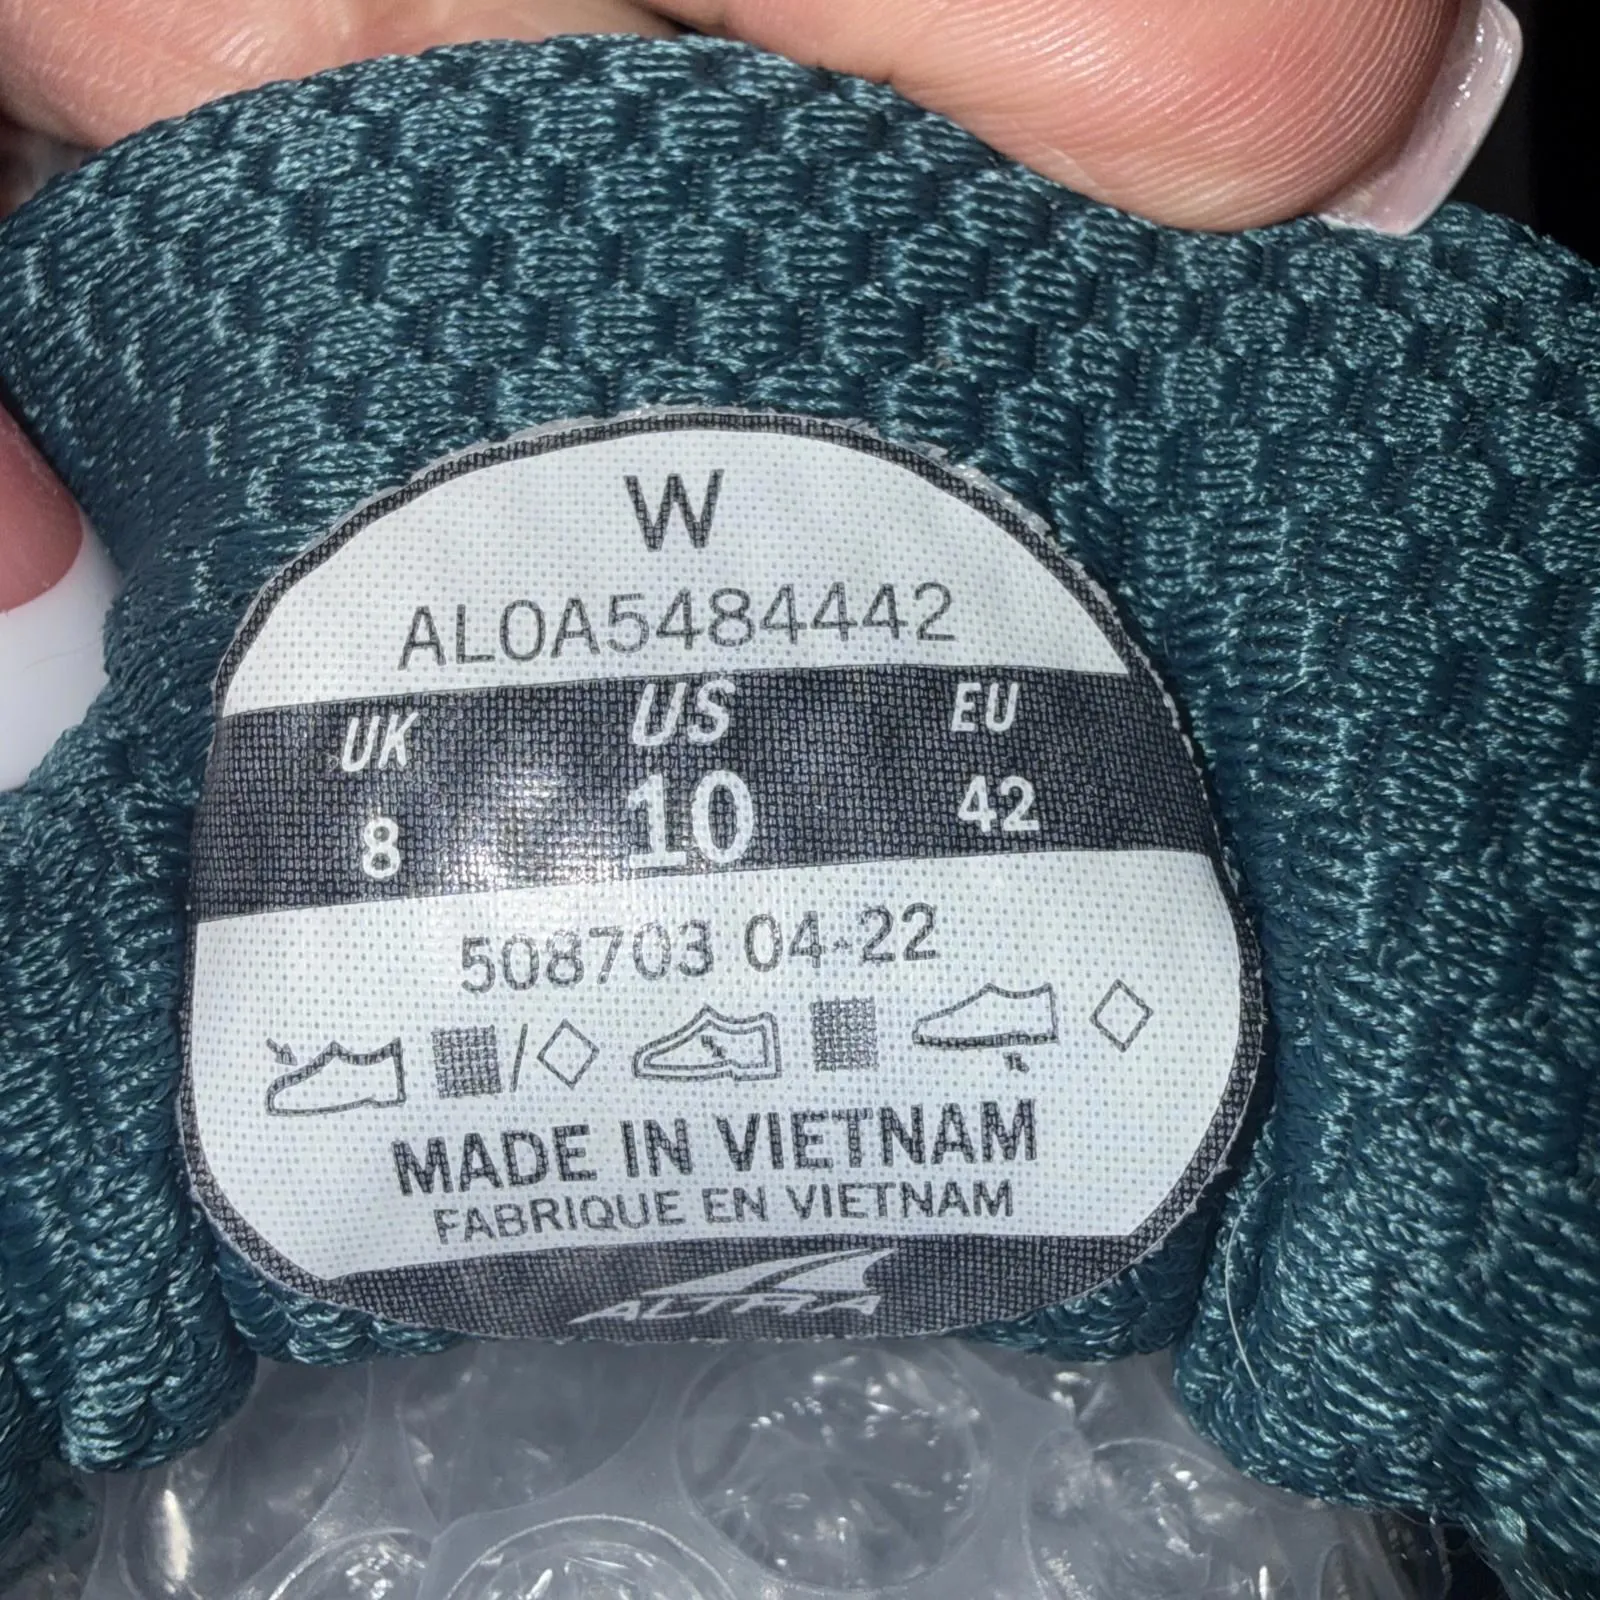 W
AL0A5484442
UK US EU
8 10 42
508703 04-22
MADE IN VIETNAM
FABRIQUE EN VIETNAM
ALTRA